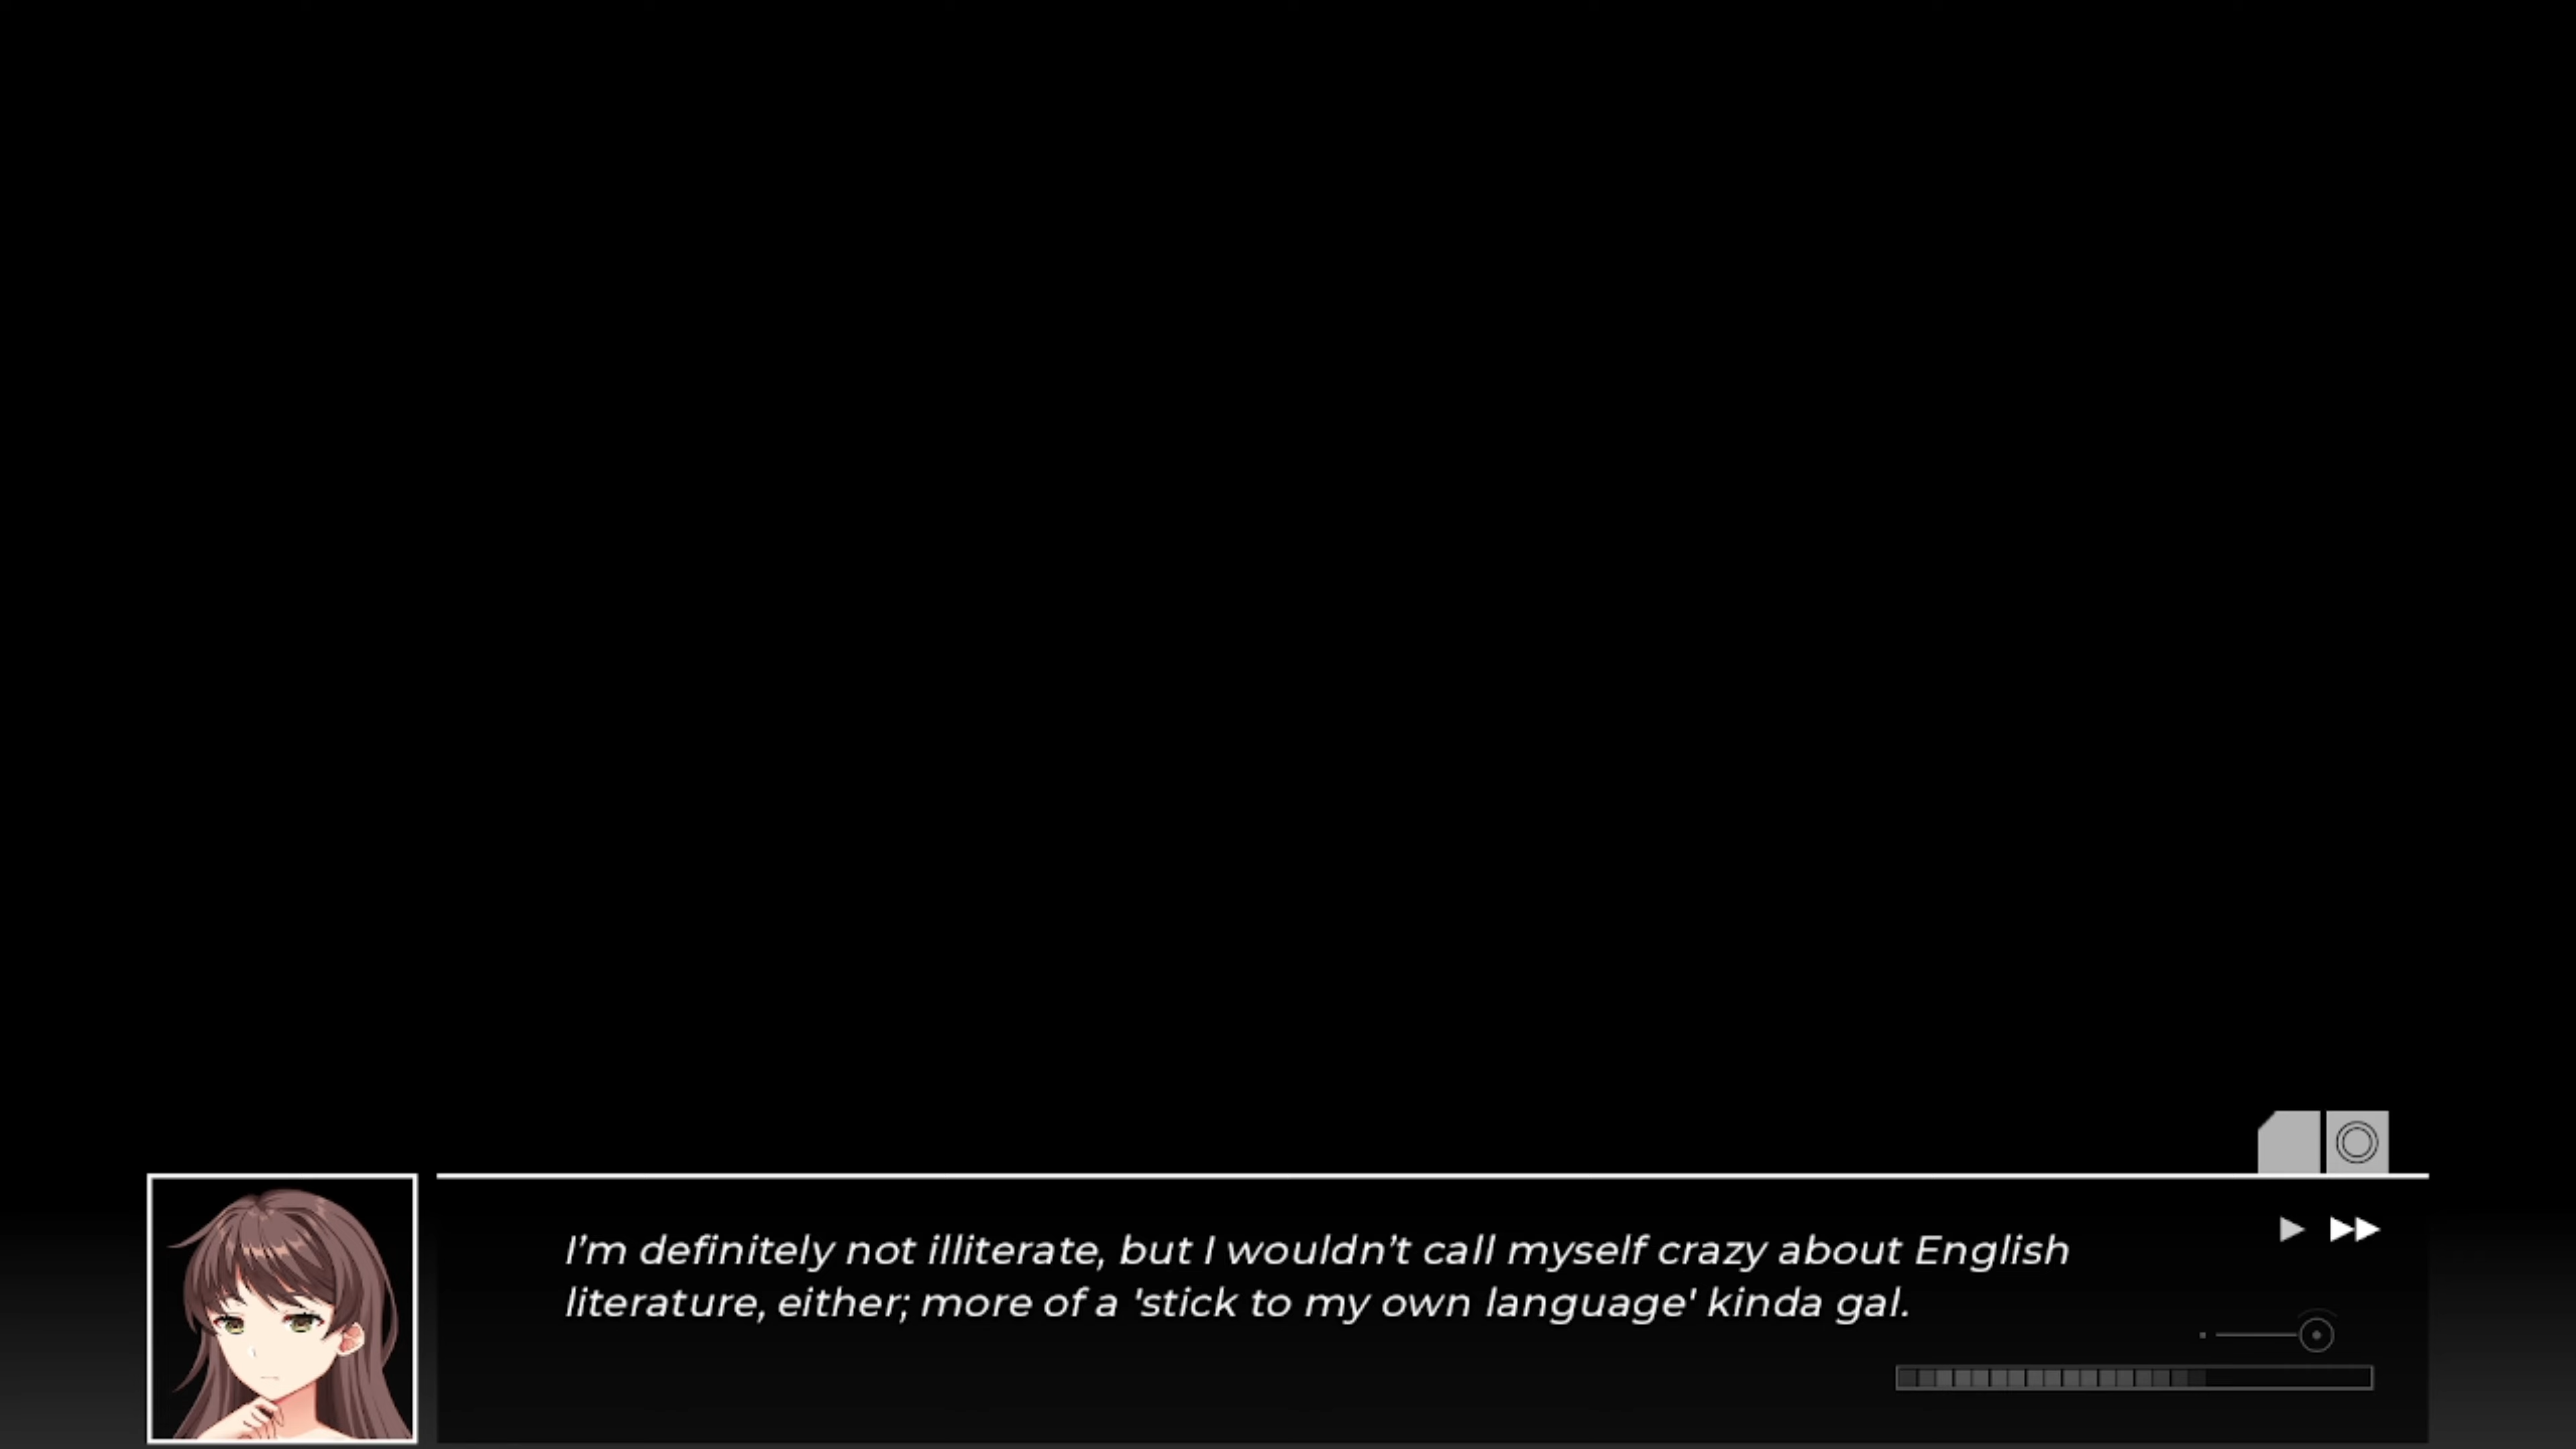 I’m definitely not illiterate, but I wouldn’t call myself crazy about English
literature, either; more of a 'stick to my own language' kinda gal.